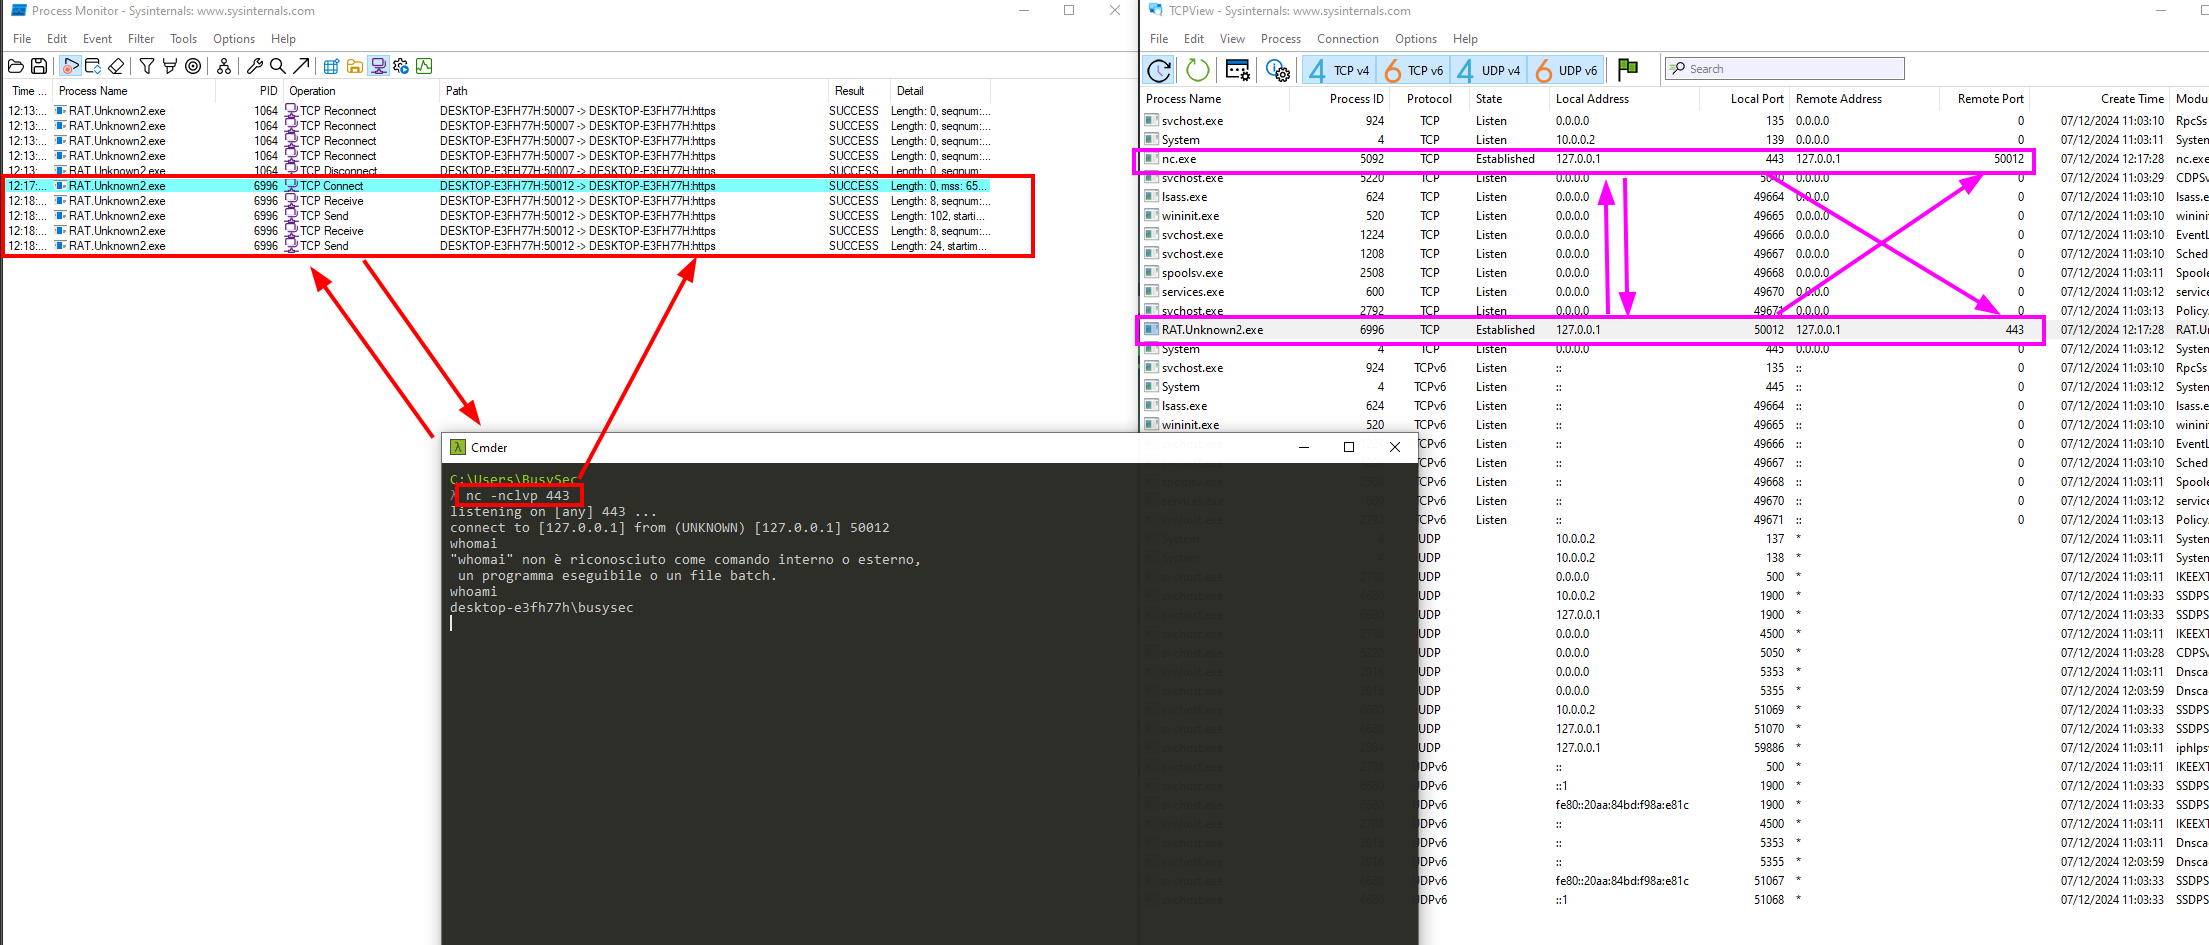 Process Monitor - Sysinternals: www.sysinternals.com
File Edit Event Filter Tools Options Help
Time ... Process Name PID Operation Path Result Detail
12:13:... RAT.Unknown2.exe 1064 TCP Reconnect DESKTOP-E3FH77H:50007 -> DESKTOP-E3FH77H:https SUCCESS Length: 0, seqnum:...
12:13:... RAT.Unknown2.exe 1064 TCP Reconnect DESKTOP-E3FH77H:50007 -> DESKTOP-E3FH77H:https SUCCESS Length: 0, seqnum:...
12:13:... RAT.Unknown2.exe 1064 TCP Reconnect DESKTOP-E3FH77H:50007 -> DESKTOP-E3FH77H:https SUCCESS Length: 0, seqnum:...
12:13:... RAT.Unknown2.exe 1064 TCP Reconnect DESKTOP-E3FH77H:50007 -> DESKTOP-E3FH77H:https SUCCESS Length: 0, seqnum:...
12:13:... RAT.Unknown2.exe 1064 TCP Disconnect DESKTOP-E3FH77H:50007 -> DESKTOP-E3FH77H:https SUCCESS Length: 0, seqnum:...
12:17:... RAT.Unknown2.exe 6996 TCP Connect DESKTOP-E3FH77H:50012 -> DESKTOP-E3FH77H:https SUCCESS Length: 0, mss: 65...
12:18:... RAT.Unknown2.exe 6996 TCP Receive DESKTOP-E3FH77H:50012 -> DESKTOP-E3FH77H:https SUCCESS Length: 8, seqnum:...
12:18:... RAT.Unknown2.exe 6996 TCP Send DESKTOP-E3FH77H:50012 -> DESKTOP-E3FH77H:https SUCCESS Length: 102, starti...
12:18:... RAT.Unknown2.exe 6996 TCP Receive DESKTOP-E3FH77H:50012 -> DESKTOP-E3FH77H:https SUCCESS Length: 8, seqnum:...
12:18:... RAT.Unknown2.exe 6996 TCP Send DESKTOP-E3FH77H:50012 -> DESKTOP-E3FH77H:https SUCCESS Length: 24, startim...
Cmder
C:\Users\BusySec
λ nc -nclvp 443
listening on [any] 443 ...
connect to [127.0.0.1] from (UNKNOWN) [127.0.0.1] 50012
whomai
"whomai" non è riconosciuto come comando interno o esterno,
un programma eseguibile o un file batch.
whoami
desktop-e3fh77h\busysec
TCPView - Sysinternals: www.sysinternals.com
File Edit View Process Connection Options Help
4 TCP v4 6 TCP v6 4 UDP v4 6 UDP v6 Search
Process Name Process ID Protocol State Local Address Local Port Remote Address Remote Port Create Time Modu
svchost.exe 924 TCP Listen 0.0.0.0 135 0.0.0.0 0 07/12/2024 11:03:10 RpcSs
System 4 TCP Listen 10.0.0.2 139 0.0.0.0 0 07/12/2024 11:03:10 System
nc.exe 5092 TCP Established 127.0.0.1 443 127.0.0.1 50012 07/12/2024 12:17:28 nc.exe
svchost.exe 5220 TCP Listen 0.0.0.0 5040 0.0.0.0 0 07/12/2024 11:03:29 CDPSv
lsass.exe 624 TCP Listen 0.0.0.0 49664 0.0.0.0 0 07/12/2024 11:03:10 lsass.e
wininit.exe 520 TCP Listen 0.0.0.0 49665 0.0.0.0 0 07/12/2024 11:03:10 wininit
svchost.exe 1224 TCP Listen 0.0.0.0 49666 0.0.0.0 0 07/12/2024 11:03:10 EventL
svchost.exe 1208 TCP Listen 0.0.0.0 49667 0.0.0.0 0 07/12/2024 11:03:10 Sched
spoolsv.exe 2508 TCP Listen 0.0.0.0 49668 0.0.0.0 0 07/12/2024 11:03:11 Spoole
services.exe 600 TCP Listen 0.0.0.0 49670 0.0.0.0 0 07/12/2024 11:03:12 service
svchost.exe 2792 TCP Listen 0.0.0.0 49671 0.0.0.0 0 07/12/2024 11:03:13 Policy.
RAT.Unknown2.exe 6996 TCP Established 127.0.0.1 50012 127.0.0.1 443 07/12/2024 12:17:28 RAT.Ur
System 4 TCP Listen 0.0.0.0 445 0.0.0.0 0 07/12/2024 11:03:12 System
svchost.exe 924 TCPv6 Listen :: 135 :: 0 07/12/2024 11:03:10 RpcSs
System 4 TCPv6 Listen :: 445 :: 0 07/12/2024 11:03:12 System
lsass.exe 624 TCPv6 Listen :: 49664 :: 0 07/12/2024 11:03:10 lsass.e
wininit.exe 520 TCPv6 Listen :: 49665 :: 0 07/12/2024 11:03:10 wininit
TCPv6 Listen :: 49666 :: 0 07/12/2024 11:03:10 EventL
TCPv6 Listen :: 49667 :: 0 07/12/2024 11:03:10 Sched
TCPv6 Listen :: 49668 :: 0 07/12/2024 11:03:11 Spoole
TCPv6 Listen :: 49670 :: 0 07/12/2024 11:03:12 service
TCPv6 Listen :: 49671 :: 0 07/12/2024 11:03:13 Policy.
UDP 10.0.0.2 137 * 07/12/2024 11:03:11 System
UDP 10.0.0.2 138 * 07/12/2024 11:03:11 System
UDP 0.0.0.0 500 * 07/12/2024 11:03:11 IKEEXT
UDP 10.0.0.2 1900 * 07/12/2024 11:03:33 SSDPS
UDP 127.0.0.1 1900 * 07/12/2024 11:03:33 SSDPS
UDP 0.0.0.0 4500 * 07/12/2024 11:03:11 IKEEXT
UDP 0.0.0.0 5050 * 07/12/2024 11:03:28 CDPSv
UDP 0.0.0.0 5353 * 07/12/2024 11:03:11 Dnsca
UDP 0.0.0.0 5355 * 07/12/2024 12:03:59 Dnsca
UDP 10.0.0.2 51069 * 07/12/2024 11:03:33 SSDPS
UDP 127.0.0.1 51070 * 07/12/2024 11:03:33 SSDPS
UDP 127.0.0.1 59886 * 07/12/2024 11:03:11 iphlps
UDPv6 :: 500 * 07/12/2024 11:03:11 IKEEXT
UDPv6 ::1 1900 * 07/12/2024 11:03:33 SSDPS
UDPv6 fe80::20aa:84bd:f98a:e81c 1900 * 07/12/2024 11:03:33 SSDPS
UDPv6 :: 4500 * 07/12/2024 11:03:11 IKEEXT
UDPv6 :: 5353 * 07/12/2024 11:03:11 Dnsca
UDPv6 :: 5355 * 07/12/2024 12:03:59 Dnsca
UDPv6 fe80::20aa:84bd:f98a:e81c 51067 * 07/12/2024 11:03:33 SSDPS
UDPv6 ::1 51068 * 07/12/2024 11:03:33 SSDPS